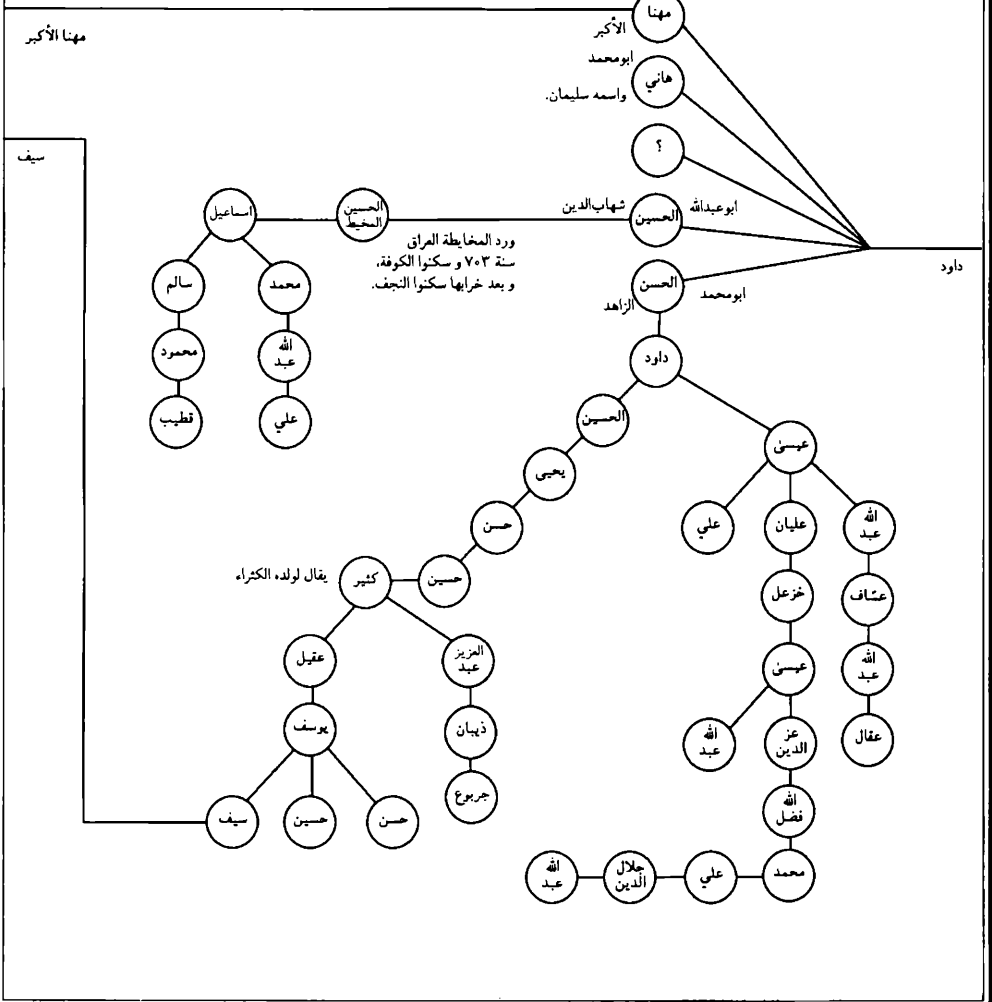 مهنا
الأكبر
مهنا الأكبر
ابومحمد
هاني
واسمه سليمان.
؟
سيف
ابوعبدالله
الحسين
شهاب‌الدين
الحسين
المخيط
اسماعيل
ورد المخايطة العراق
سنة ٧٠٣ و سكنوا الكوفة،
و بعد خرابها سكنوا النجف.
داود
محمد
سالم
ابومحمد
الحسن
الزاهد
الله
عبد
محمود
داود
علي
قطيب
الحسين
عيسىٰ
يحيى
حسن
الله
عبد
عليان
علي
حسين
كثير
يقال لولده الكثراء
عسّاف
خزعل
العزيز
عبد
عقيل
الله
عبد
عيسىٰ
ذيبان
يوسف
عقال
عز
الدين
الله
عبد
جربوع
الله
فضل
حسن
حسين
سيف
محمد
علي
جلال
الدين
الله
عبد